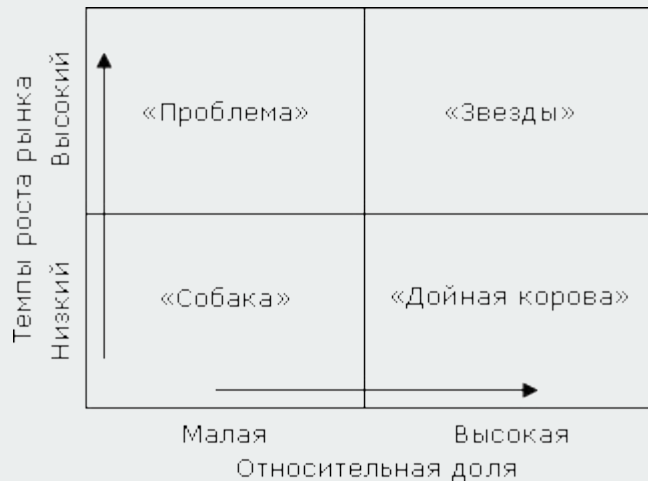 Темпы роста рынка
Высокий
Низкий
«Проблема»
«Звезды»
«Собака»
«Дойная корова»
Малая
Высокая
Относительная доля